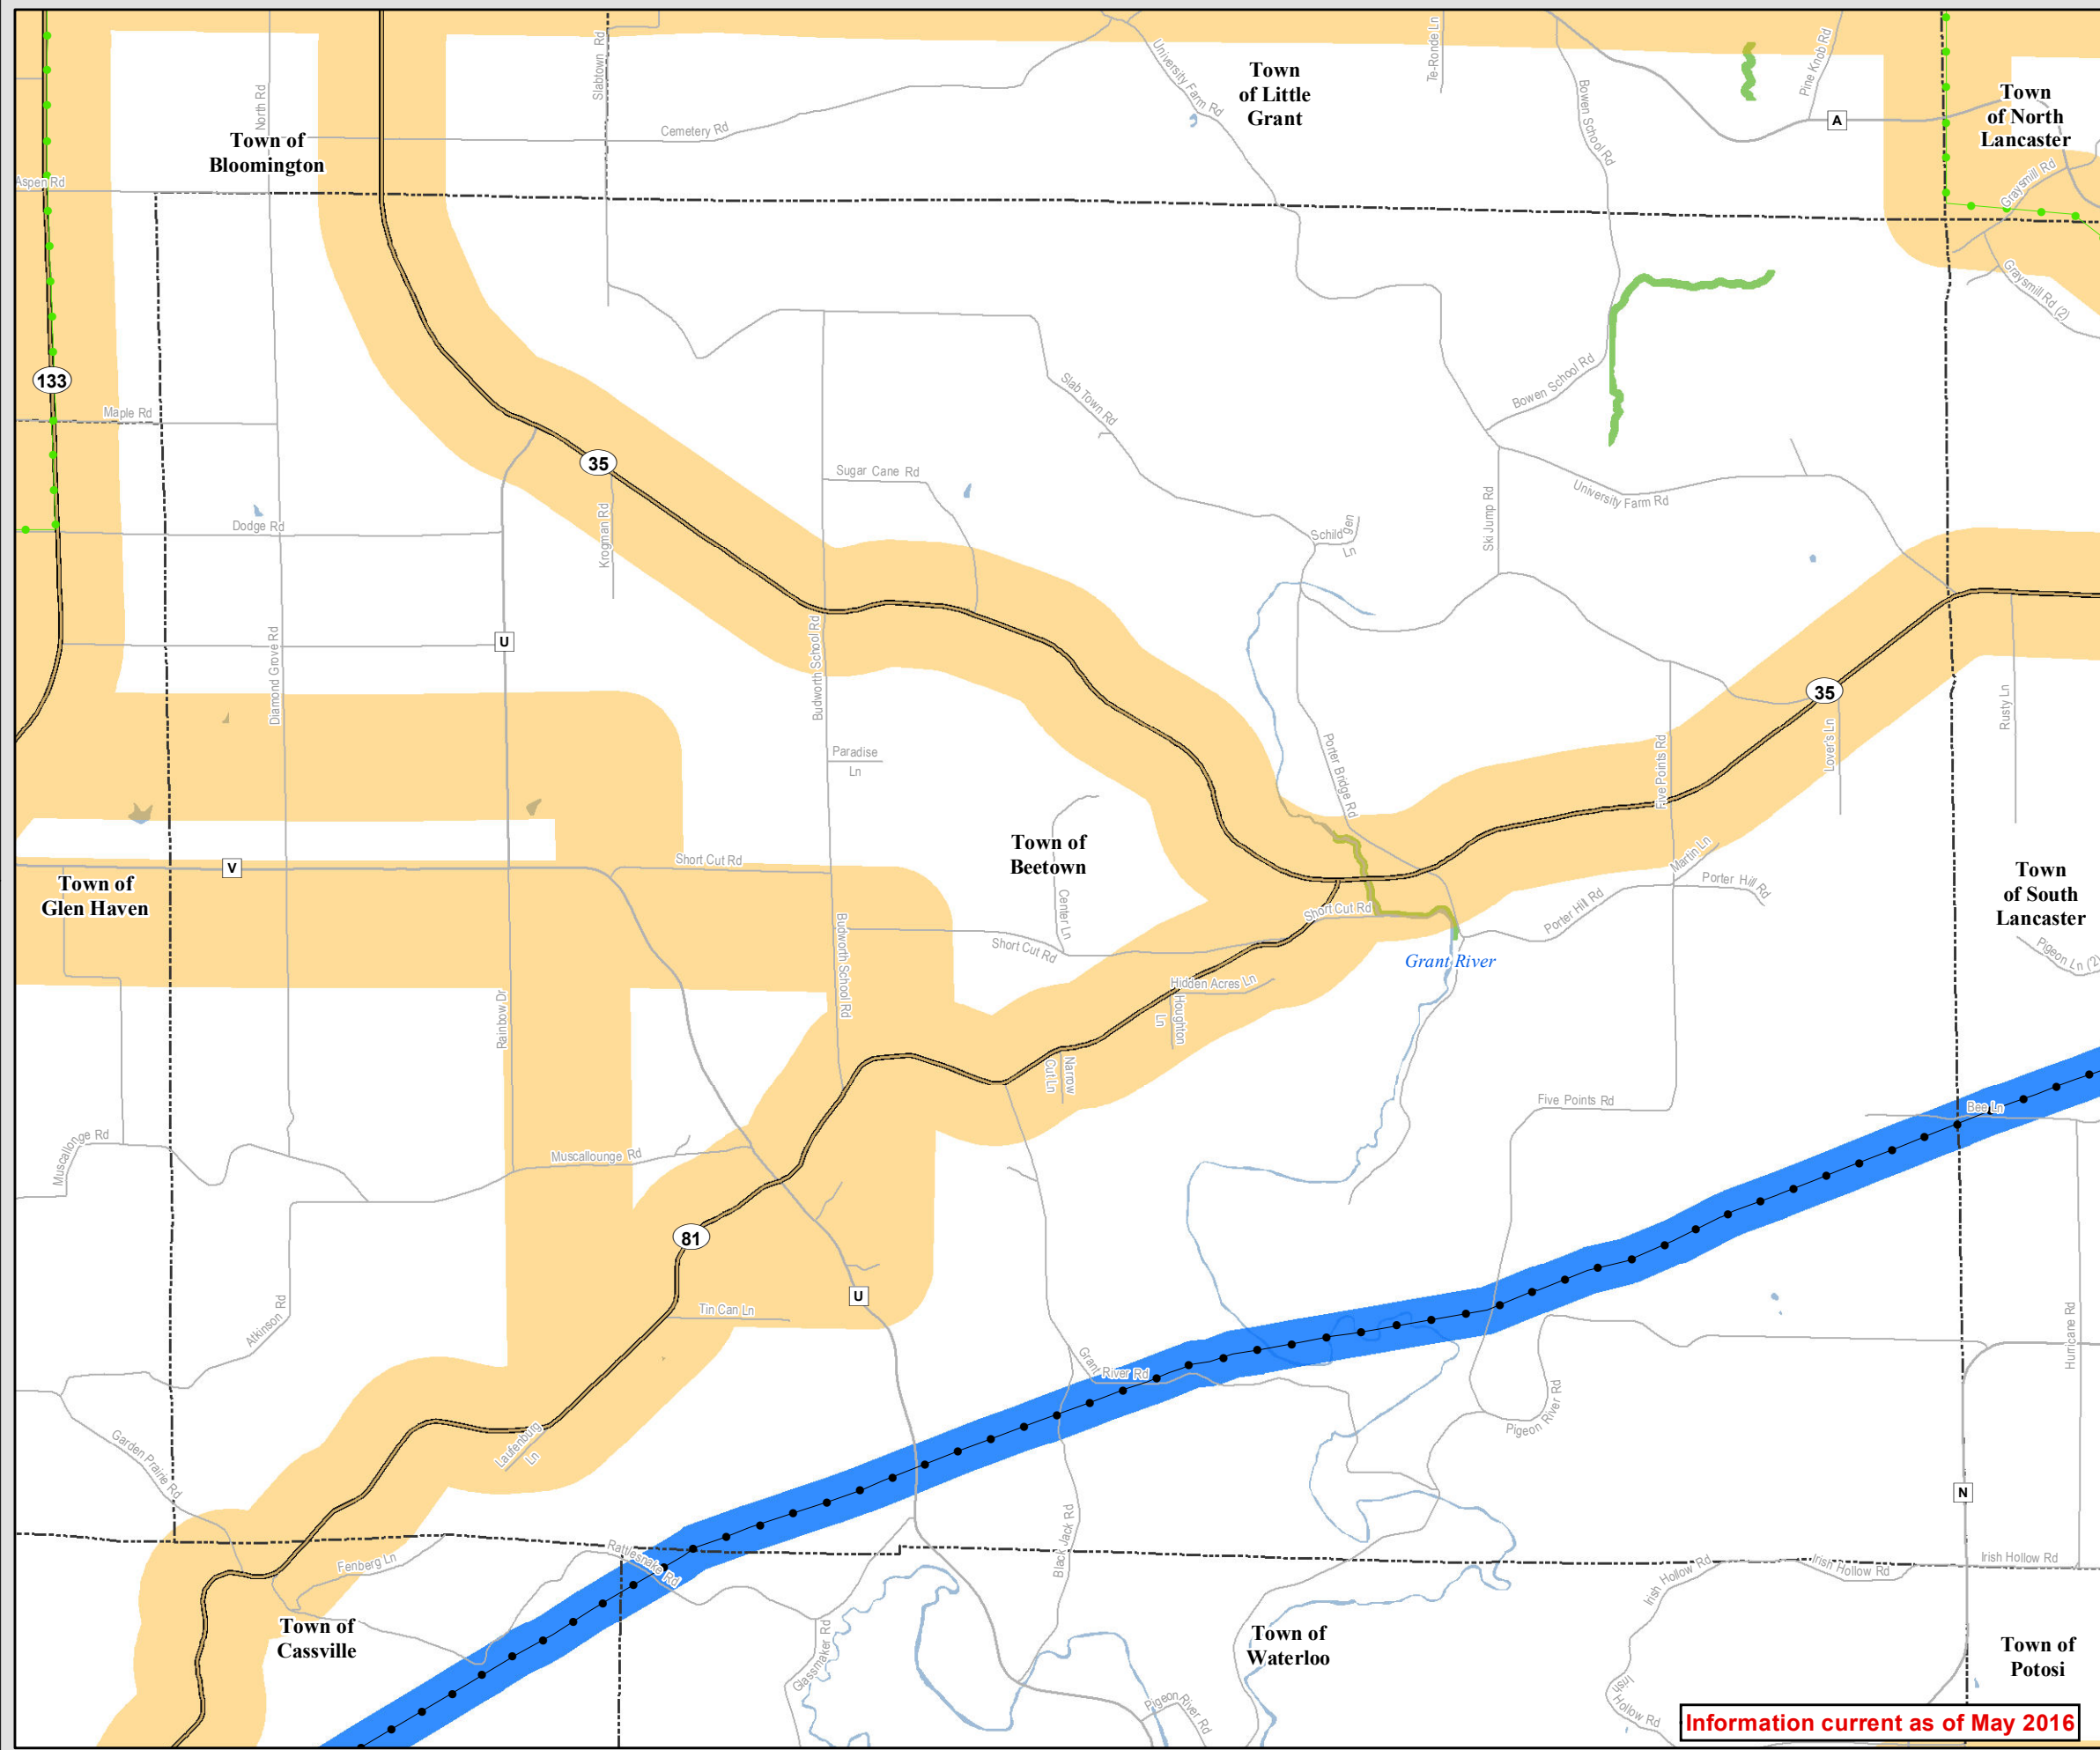 Town
of Little
Grant
Town
of North
Lancaster
Town of
Bloomington
Aspen Rd
North Rd
Slabtown Rd
Cemetery Rd
University Farm Rd
Te-Ronde Ln
Bowen School Rd
Pine Knob Rd
A
Graysmill Rd
Graysmill Rd (2)
133
Maple Rd
35
Krogman Rd
Sugar Cane Rd
Slab Town Rd
Bowen School Rd
University Farm Rd
Ski Jump Rd
Schildgen
Ln
Dodge Rd
U
Diamond Grove Rd
Budworth School Rd
Paradise
Ln
Porter Bridge Rd
Five Points Rd
35
Lover's Ln
Rusty Ln
Town of
Beetown
V
Short Cut Rd
Town of
Glen Haven
Center Ln
Short Cut Rd
Short Cut Rd
Martin Ln
Porter Hill Rd
Porter Hill Rd
Town
of South
Lancaster
Pigeon Ln (2)
Grant River
Budworth School Rd
Hidden Acres Ln
Houghton
Ln
Rainbow Dr
Narrow
Cut Ln
Five Points Rd
Bee Ln
Muscallonge Rd
Muscallounge Rd
81
U
Tin Can Ln
Atkinson Rd
Grant River Rd
Hurricane Rd
Pigeon River Rd
Garden Prairie Rd
Laufenburg
Ln
N
Black Jack Rd
Rattlesnake Rd
Fenberg Ln
Irish Hollow Rd
Irish Hollow Rd
Irish Hollow Rd
Town of
Cassville
Glassmaker Rd
Town of
Waterloo
Town of
Potosi
Pigeon River Rd
Irish
Hollow Rd
Information current as of May 2016